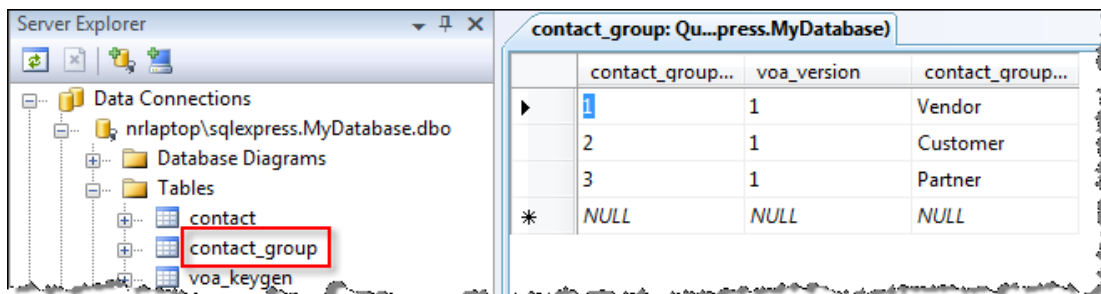 Server Explorer
Data Connections
nrlaptop\sqlexpress.MyDatabase.dbo
Database Diagrams
Tables
contact
contact_group
voa_keygen
contact_group: Qu...press.MyDatabase)
contact_group... voa_version contact_group...
1 1 Vendor
2 1 Customer
3 1 Partner
NULL NULL NULL